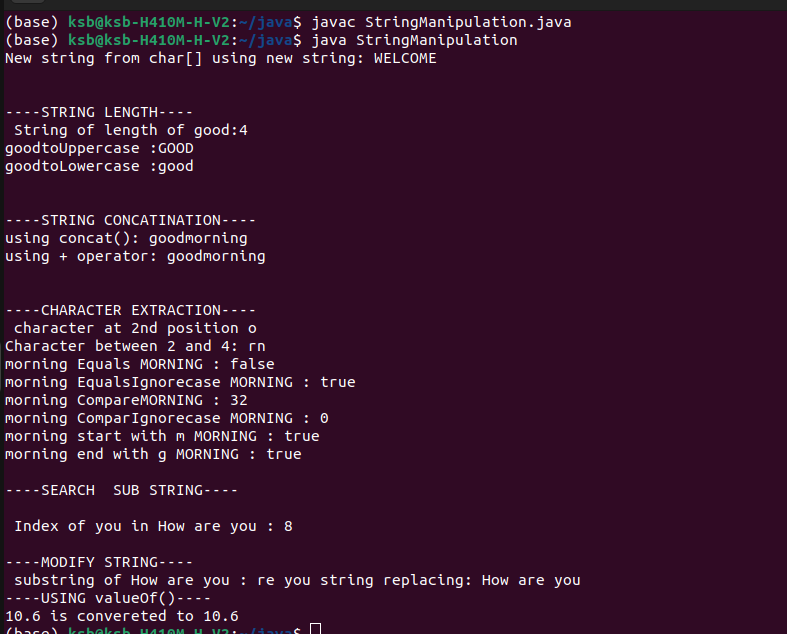 (base) ksb@ksb-H410M-H-V2:~/java$ javac StringManipulation.java
(base) ksb@ksb-H410M-H-V2:~/java$ java StringManipulation
New string from char[] using new string: WELCOME
----STRING LENGTH----
String of length of good:4
goodtoUppercase :GOOD
goodtoLowercase :good
----STRING CONCATINATION----
using concat(): goodmorning
using + operator: goodmorning
----CHARACTER EXTRACTION----
character at 2nd position o
Character between 2 and 4: rn
morning Equals MORNING : false
morning EqualsIgnorecase MORNING : true
morning CompareMORNING : 32
morning ComparIgnorecase MORNING : 0
morning start with m MORNING : true
morning end with g MORNING : true
----SEARCH  SUB STRING----
Index of you in How are you : 8
----MODIFY STRING----
substring of How are you : re you string replacing: How are you
----USING valueOf()----
10.6 is convereted to 10.6
(base) ksb@ksb-H410M-H-V2:~/java$